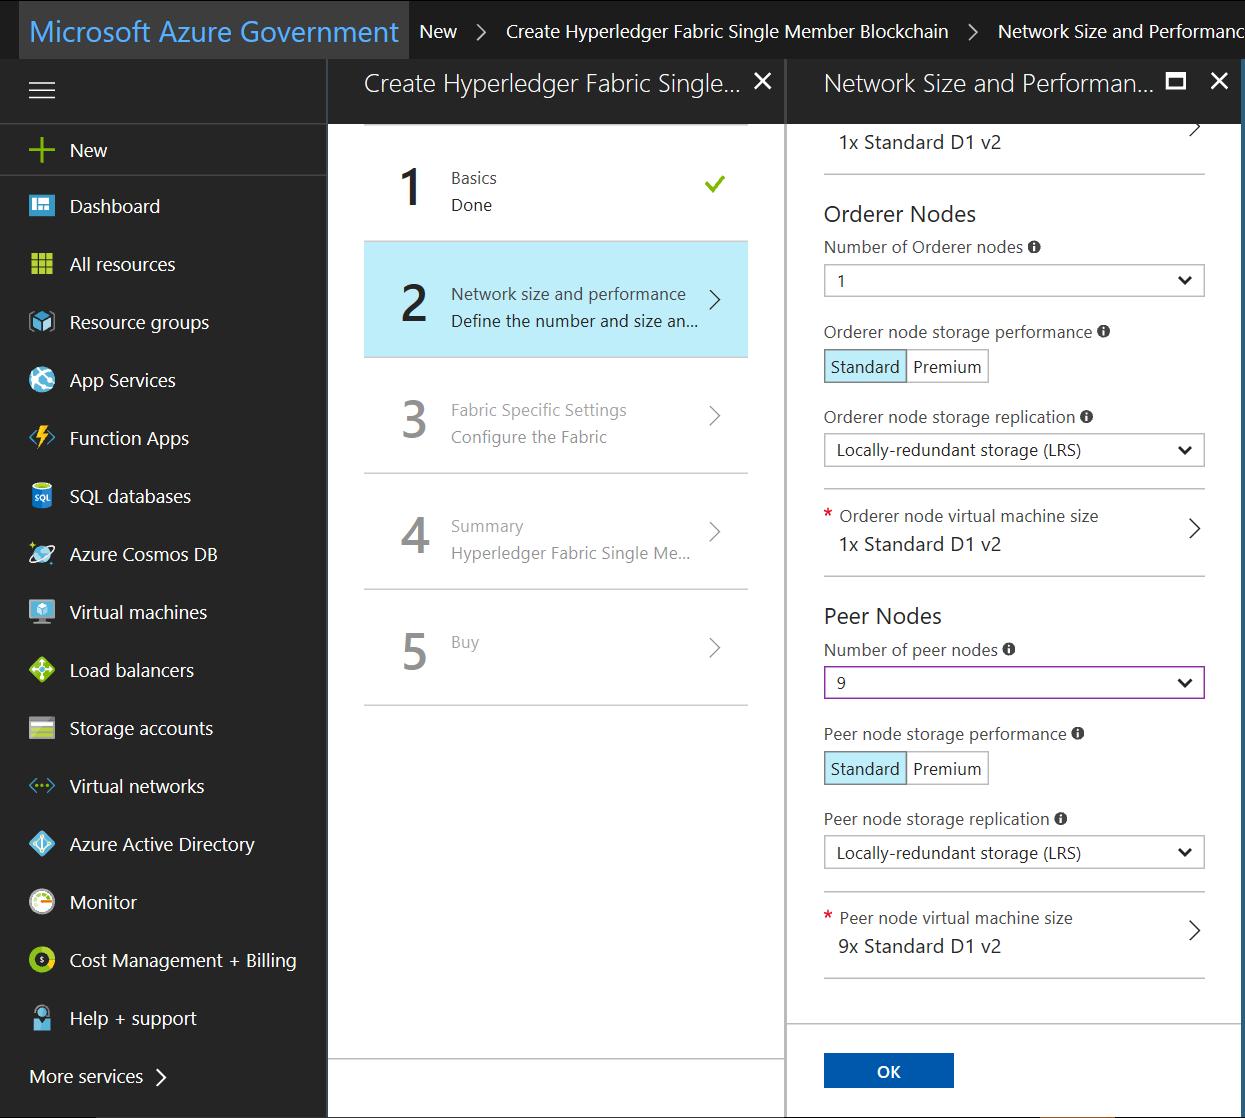 Microsoft Azure Government
New
Create Hyperledger Fabric Single Member Blockchain
Network Size and Performanc
New
Dashboard
All resources
Resource groups
App Services
Function Apps
SQL databases
Azure Cosmos DB
Virtual machines
Load balancers
Storage accounts
Virtual networks
Azure Active Directory
Monitor
Cost Management + Billing
Help + support
More services
Create Hyperledger Fabric Single...
1
Basics
Done
2
Network size and performance
Define the number and size an...
3
Fabric Specific Settings
Configure the Fabric
4
Summary
Hyperledger Fabric Single Me...
5
Buy
Network Size and Performan...
1x Standard D1 v2
Orderer Nodes
Number of Orderer nodes
1
Orderer node storage performance
Standard Premium
Orderer node storage replication
Locally-redundant storage (LRS)
* Orderer node virtual machine size
1x Standard D1 v2
Peer Nodes
Number of peer nodes
9
Peer node storage performance
Standard Premium
Peer node storage replication
Locally-redundant storage (LRS)
* Peer node virtual machine size
9x Standard D1 v2
OK